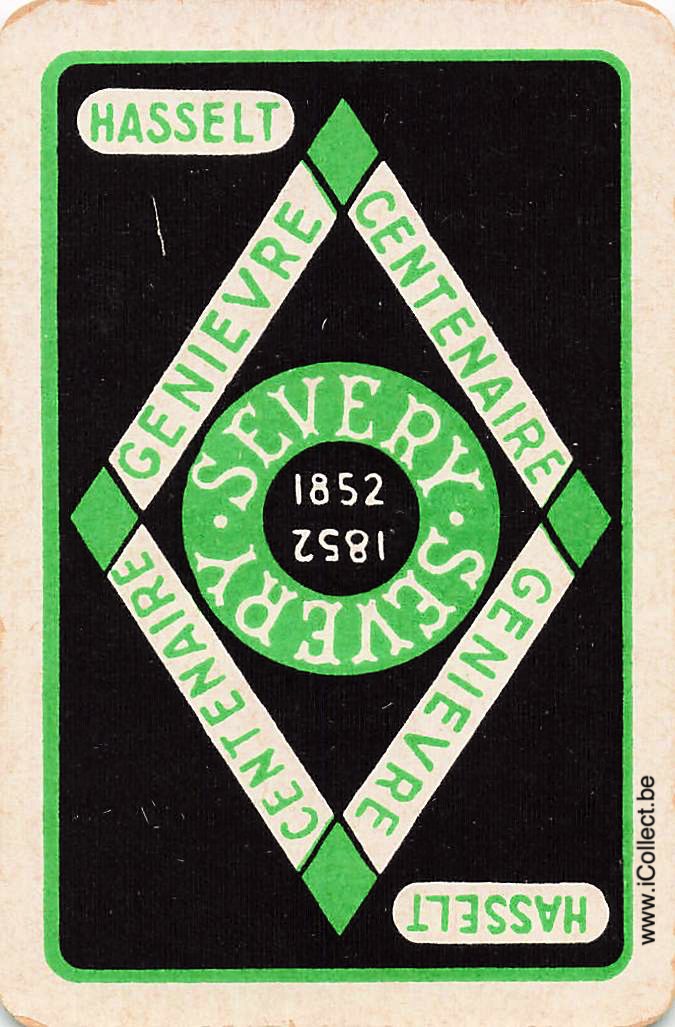 HASSELT
GENIEVRE
CENTENAIRE
SEVERY
1852
1852
· SEVERY ·
CENTENAIRE
GENIEVRE
HASSELT
www.iCollect.be